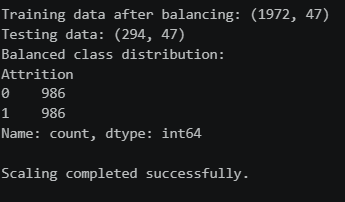 Training data after balancing: (1972, 47)
Testing data: (294, 47)
Balanced class distribution:
Attrition
0    986
1    986
Name: count, dtype: int64

Scaling completed successfully.